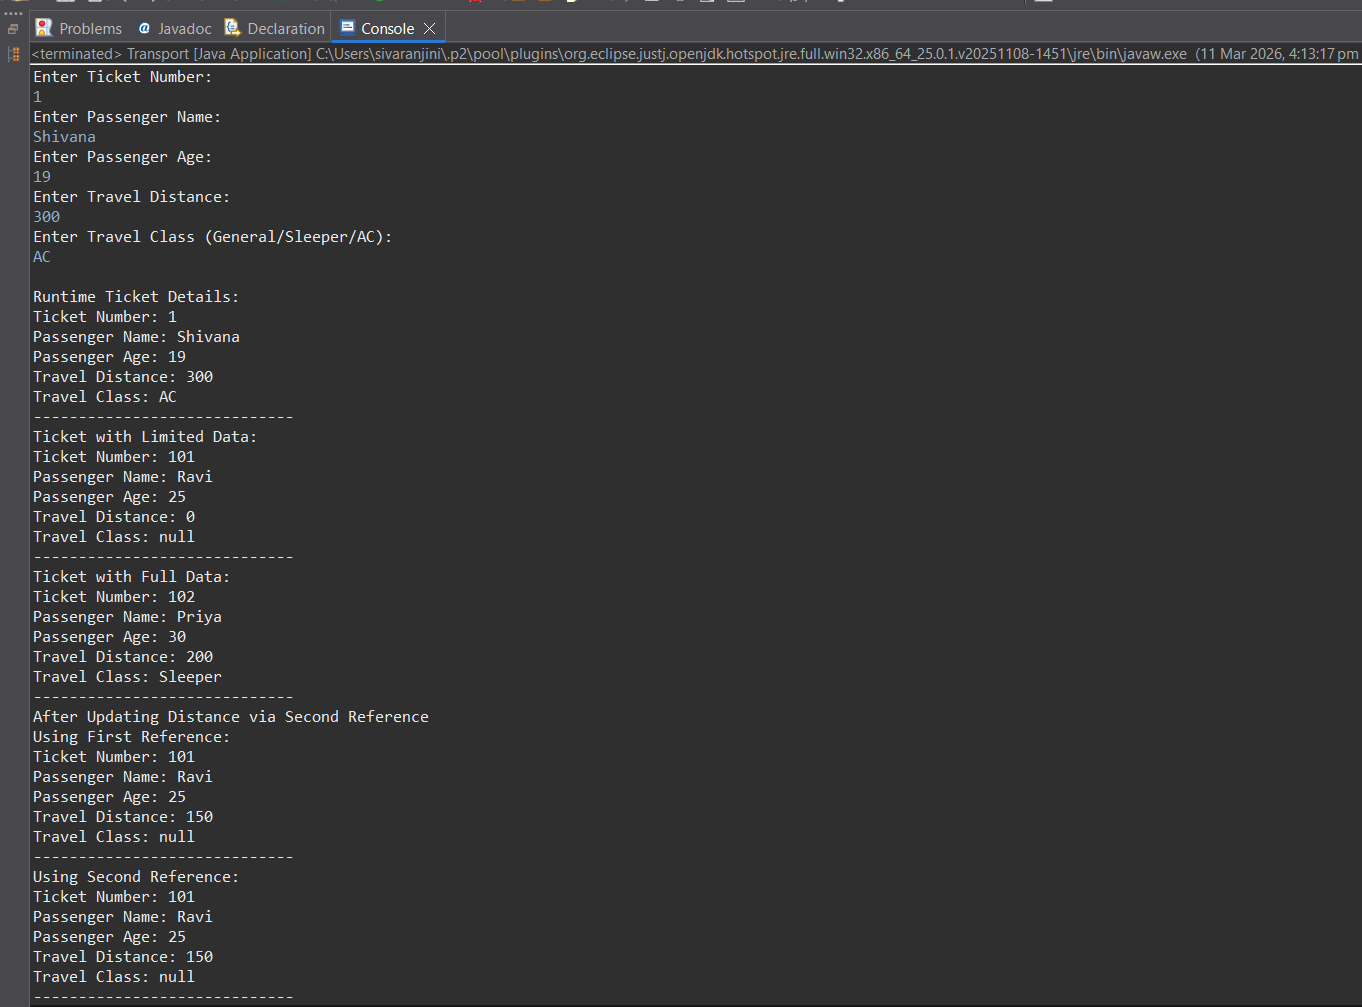 Problems Javadoc Declaration Console
<terminated> Transport [Java Application] C:\Users\sivaranjini\.p2\pool\plugins\org.eclipse.justj.openjdk.hotspot.jre.full.win32.x86_64_25.0.1.v20251108-1451\jre\bin\javaw.exe (11 Mar 2026, 4:13:17 pm
Enter Ticket Number:
1
Enter Passenger Name:
Shivana
Enter Passenger Age:
19
Enter Travel Distance:
300
Enter Travel Class (General/Sleeper/AC):
AC

Runtime Ticket Details:
Ticket Number: 1
Passenger Name: Shivana
Passenger Age: 19
Travel Distance: 300
Travel Class: AC
-----------------------------
Ticket with Limited Data:
Ticket Number: 101
Passenger Name: Ravi
Passenger Age: 25
Travel Distance: 0
Travel Class: null
-----------------------------
Ticket with Full Data:
Ticket Number: 102
Passenger Name: Priya
Passenger Age: 30
Travel Distance: 200
Travel Class: Sleeper
-----------------------------
After Updating Distance via Second Reference
Using First Reference:
Ticket Number: 101
Passenger Name: Ravi
Passenger Age: 25
Travel Distance: 150
Travel Class: null
-----------------------------
Using Second Reference:
Ticket Number: 101
Passenger Name: Ravi
Passenger Age: 25
Travel Distance: 150
Travel Class: null
-----------------------------